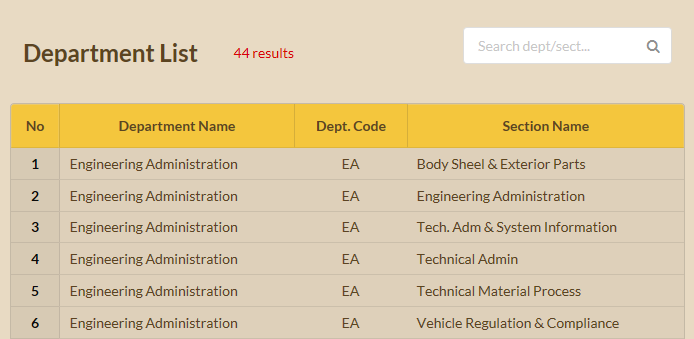 Department List 44 results Search dept/sect...
No Department Name Dept. Code Section Name
1 Engineering Administration EA Body Sheel & Exterior Parts
2 Engineering Administration EA Engineering Administration
3 Engineering Administration EA Tech. Adm & System Information
4 Engineering Administration EA Technical Admin
5 Engineering Administration EA Technical Material Process
6 Engineering Administration EA Vehicle Regulation & Compliance